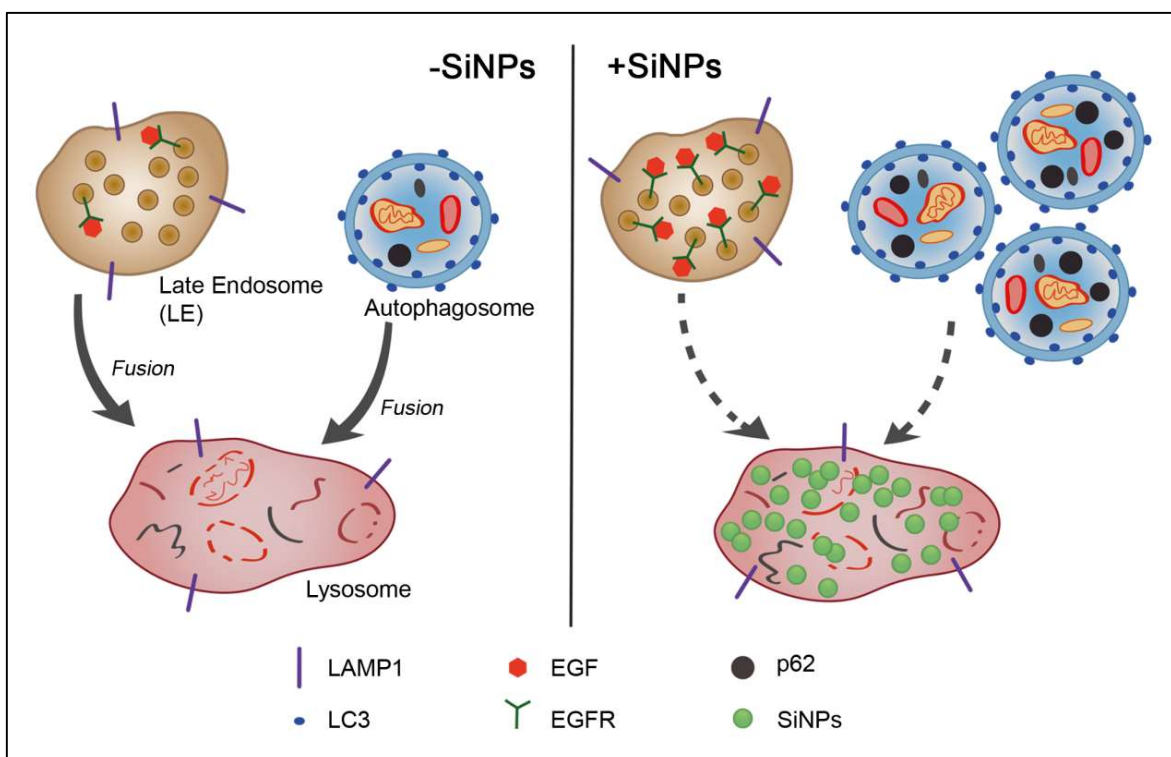 -SiNPs
+SiNPs
Late Endosome
(LE)
Autophagosome
Fusion
Fusion
Lysosome
LAMP1
EGF
p62
LC3
EGFR
SiNPs